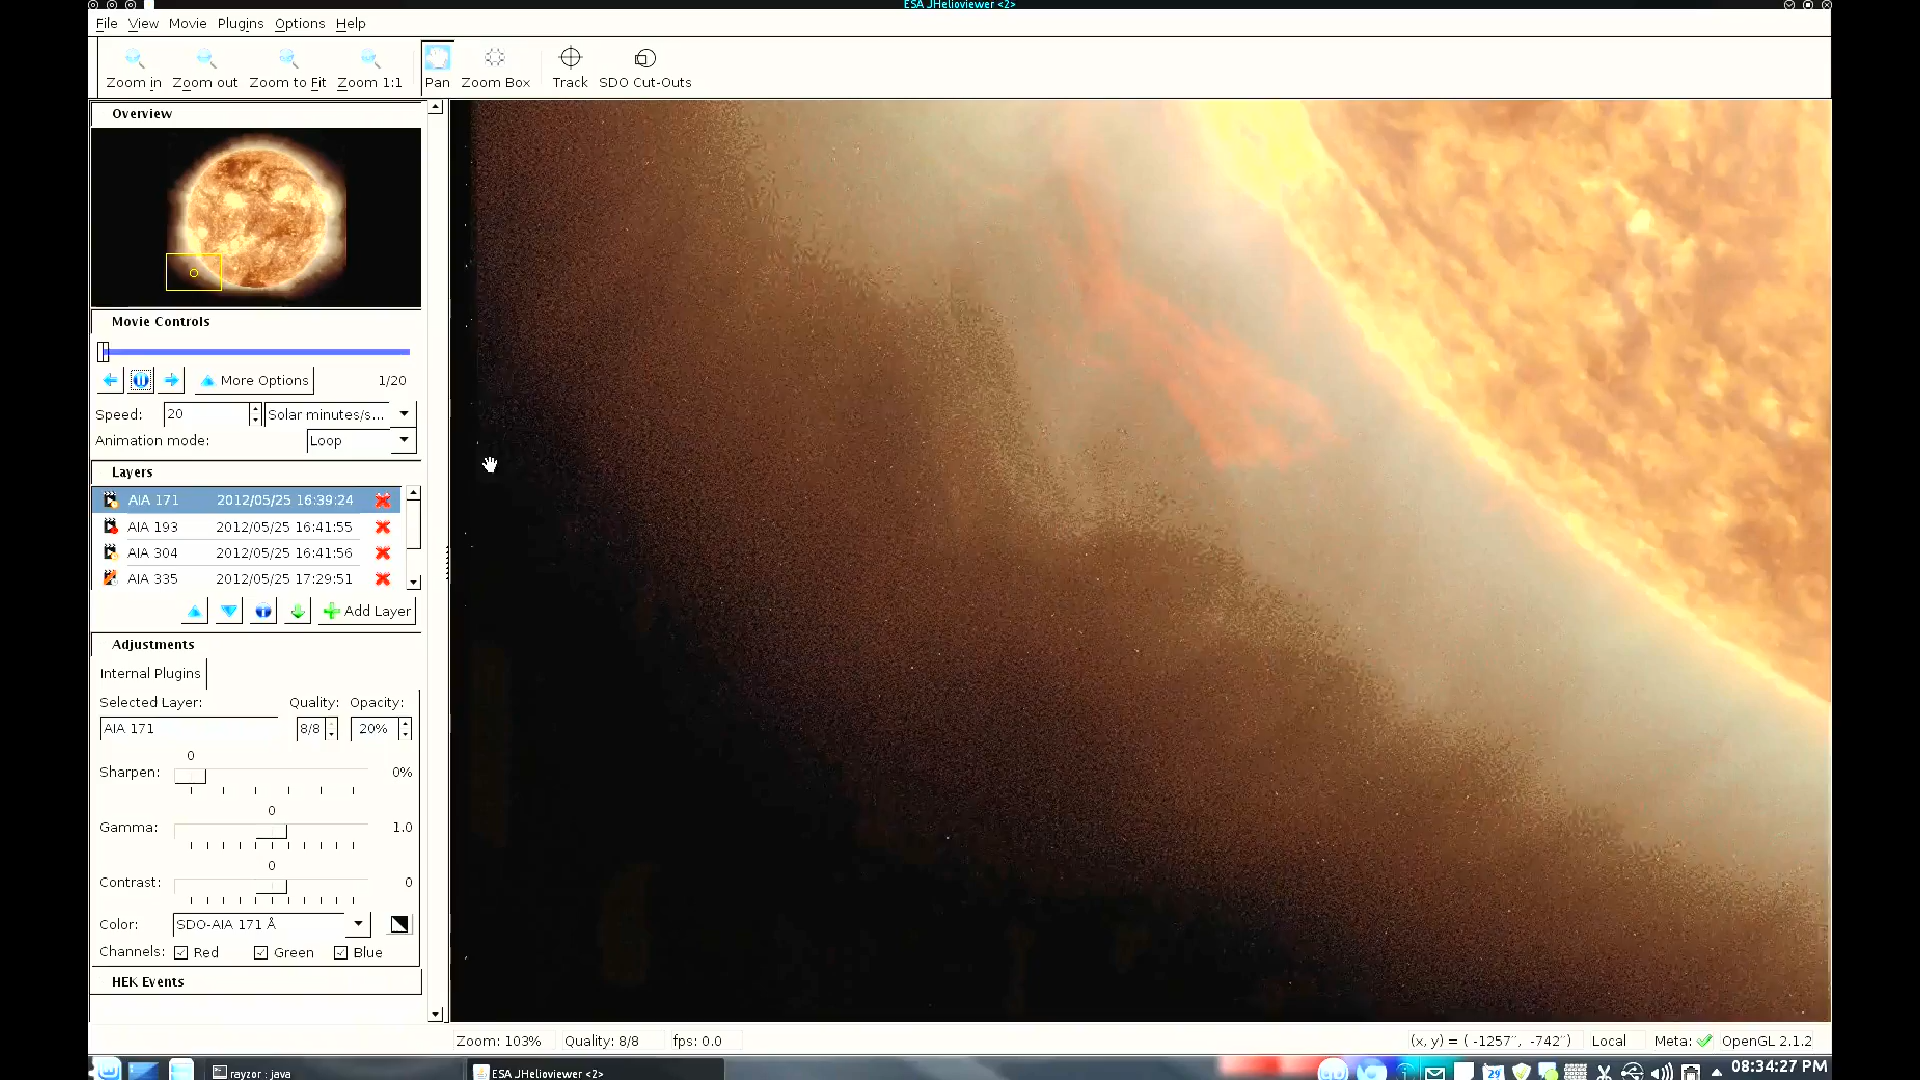 ESA JHelioviewer <2>
File View Movie Plugins Options Help
Zoom in Zoom out Zoom to Fit Zoom 1:1 Pan Zoom Box Track SDO Cut-Outs
Overview
Movie Controls
More Options 1/20
Speed: 20 Solar minutes/s...
Animation mode: Loop
Layers
AIA 171 2012/05/25 16:39:24
AIA 193 2012/05/25 16:41:55
AIA 304 2012/05/25 16:41:56
AIA 335 2012/05/25 17:29:51
Add Layer
Adjustments
Internal Plugins
Selected Layer: Quality: Opacity:
AIA 171 8/8 20%
0
Sharpen: 0%
0
Gamma: 1.0
0
Contrast: 0
Color: SDO-AIA 171 Å
Channels: Red Green Blue
HEK Events
Zoom: 103% Quality: 8/8 fps: 0.0 (x, y) = ( -1257″, -742″) Local Meta: OpenGL 2.1.2
rayzor : java ESA JHelioviewer <2> 29 08:34:27 PM